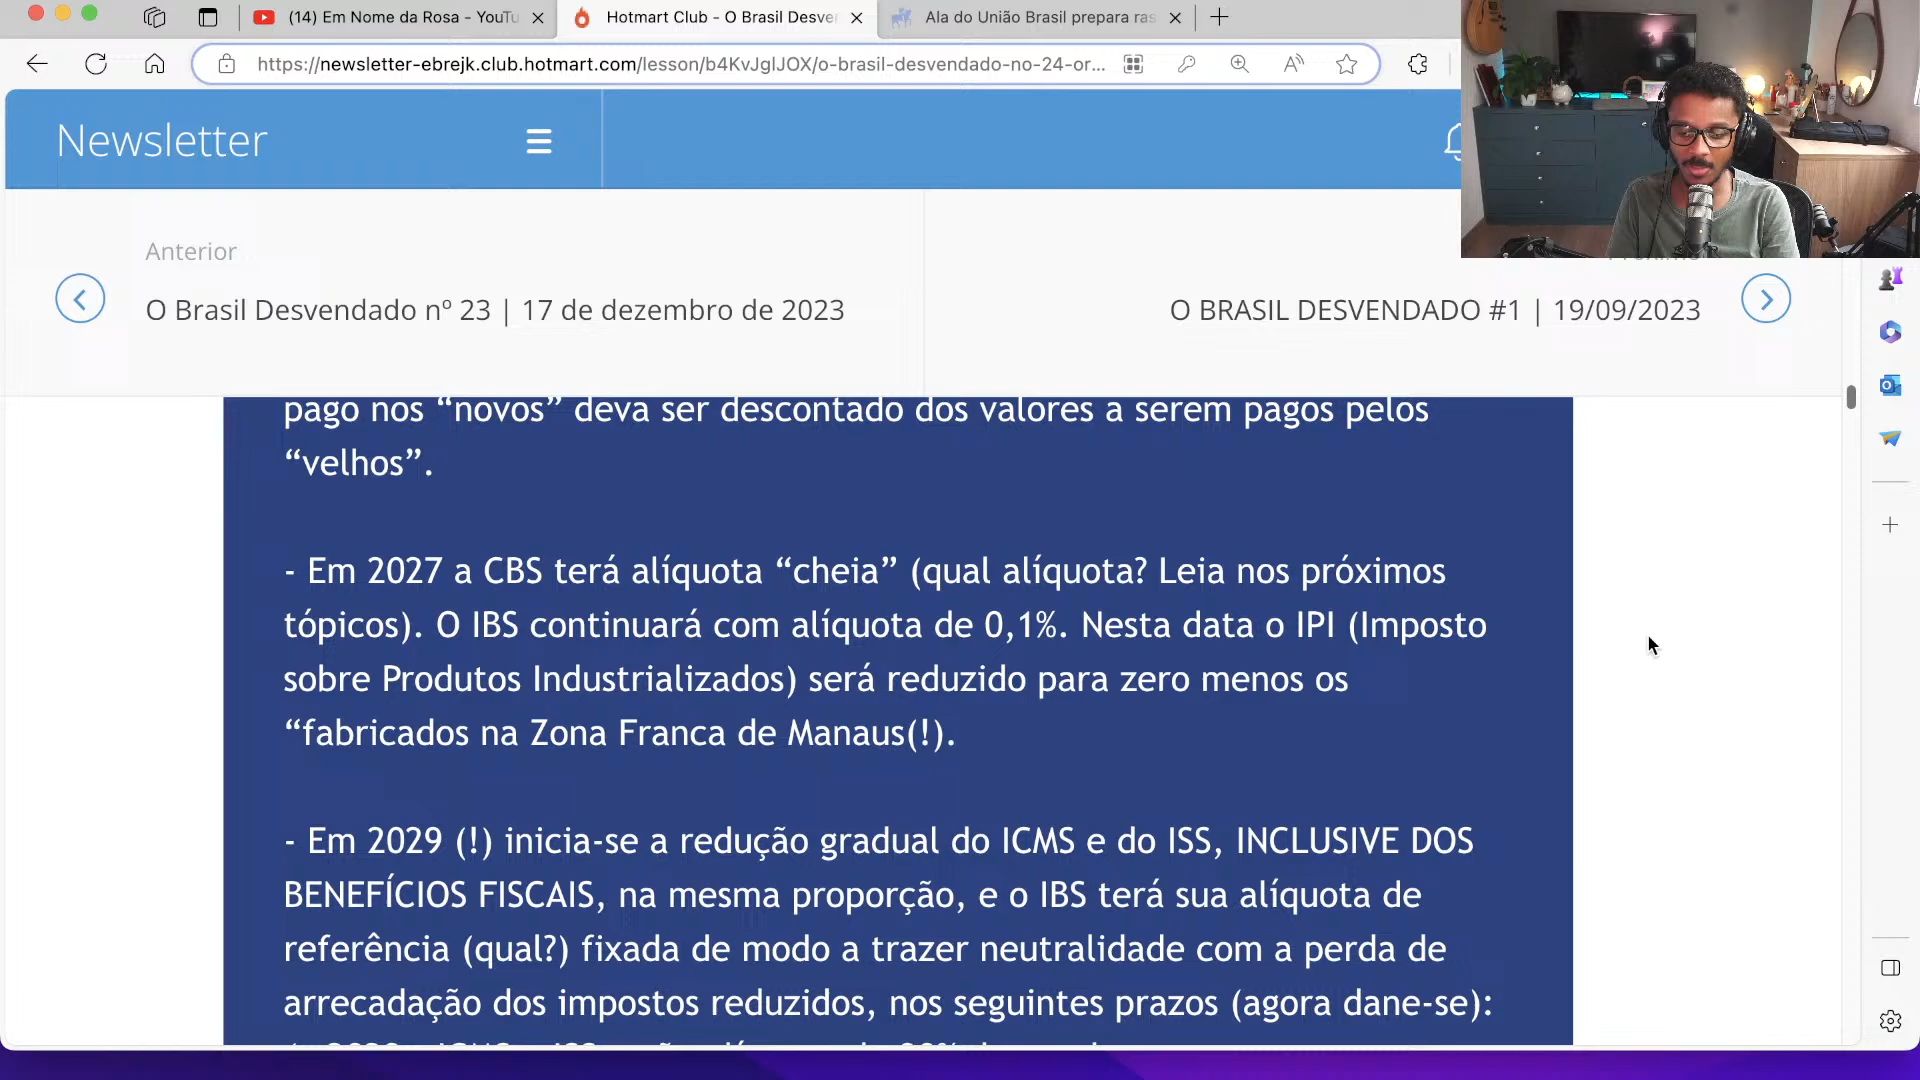 (14) Em Nome da Rosa - YouTu
Hotmart Club - O Brasil Desve
Ala do União Brasil prepara ras
https://newsletter-ebrejk.club.hotmart.com/lesson/b4KvJgIJOX/o-brasil-desvendado-no-24-or...
Newsletter
Anterior
O Brasil Desvendado nº 23 | 17 de dezembro de 2023
O BRASIL DESVENDADO #1 | 19/09/2023
pago nos “novos” deva ser descontado dos valores a serem pagos pelos
“velhos”.
- Em 2027 a CBS terá alíquota “cheia” (qual alíquota? Leia nos próximos
tópicos). O IBS continuará com alíquota de 0,1%. Nesta data o IPI (Imposto
sobre Produtos Industrializados) será reduzido para zero menos os
“fabricados na Zona Franca de Manaus(!).
- Em 2029 (!) inicia-se a redução gradual do ICMS e do ISS, INCLUSIVE DOS
BENEFÍCIOS FISCAIS, na mesma proporção, e o IBS terá sua alíquota de
referência (qual?) fixada de modo a trazer neutralidade com a perda de
arrecadação dos impostos reduzidos, nos seguintes prazos (agora dane-se):